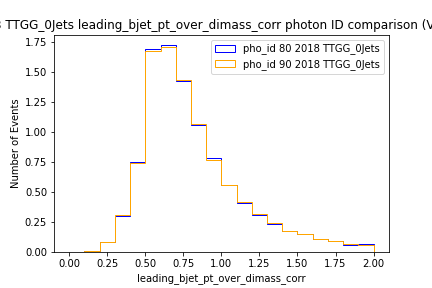 TTGG_0Jets leading_bjet_pt_over_dimass_corr photon ID comparison (V
pho_id 80 2018 TTGG_0Jets
pho_id 90 2018 TTGG_0Jets
Number of Events
1.75
1.50
1.25
1.00
0.75
0.50
0.25
0.00
0.00 0.25 0.50 0.75 1.00 1.25 1.50 1.75 2.00
leading_bjet_pt_over_dimass_corr